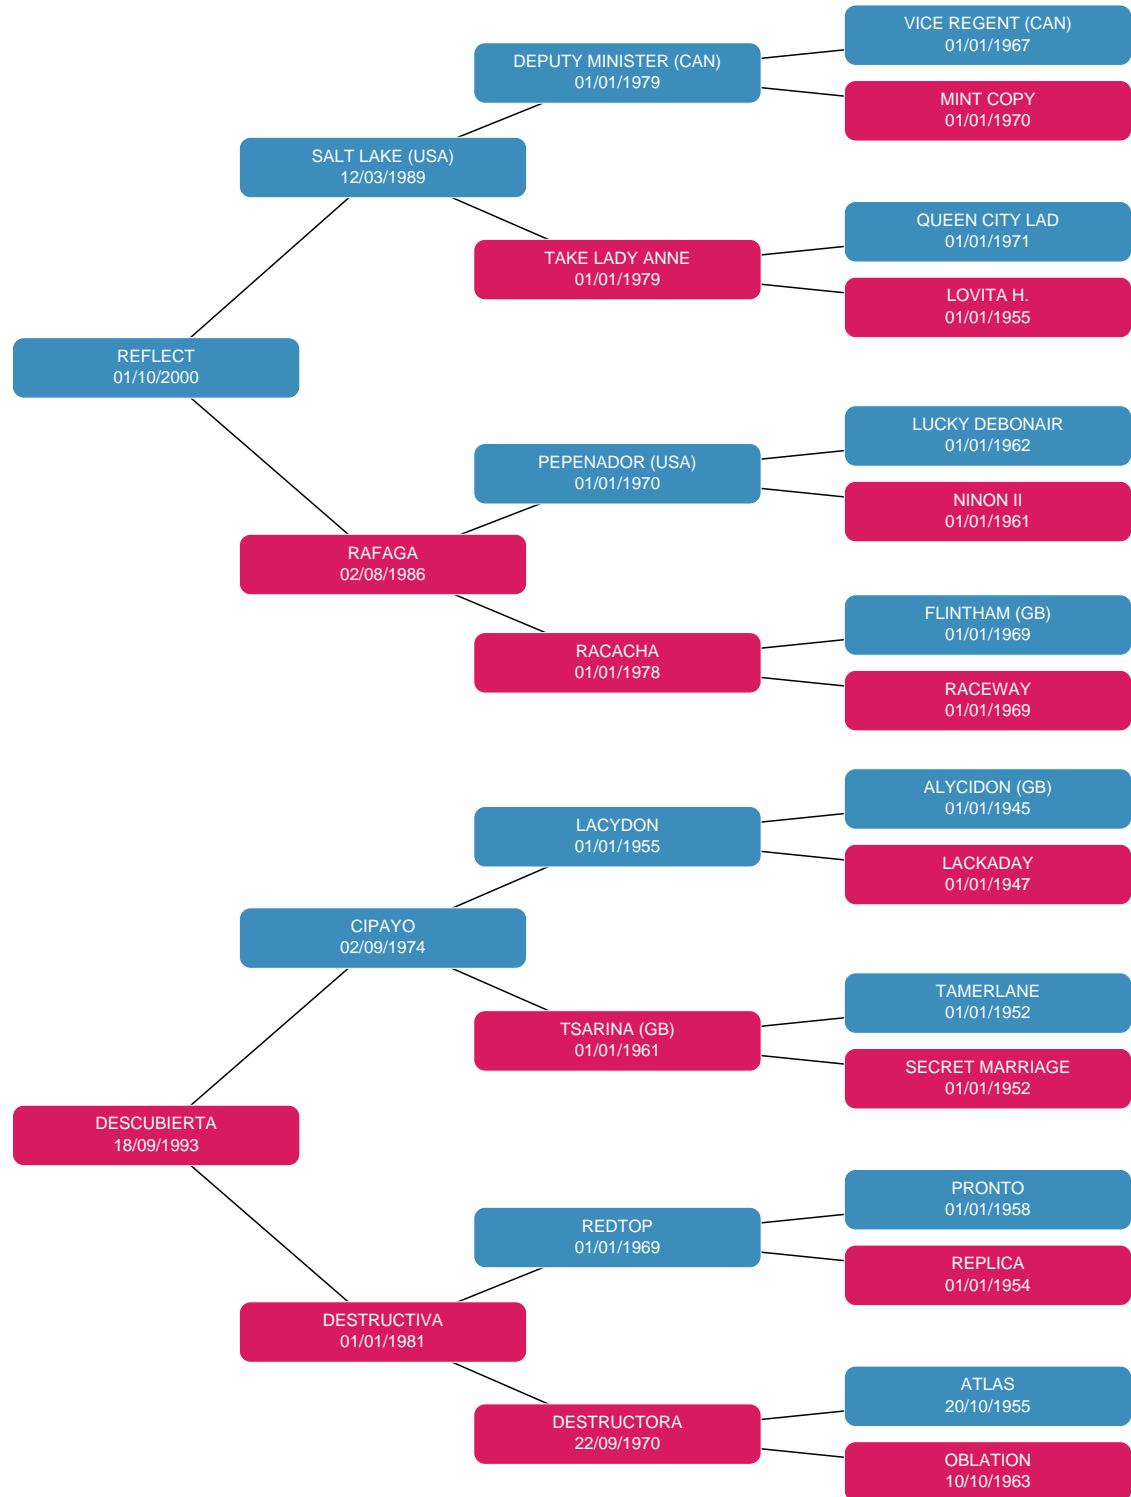 VICE REGENT (CAN)
01/01/1967
DEPUTY MINISTER (CAN)
01/01/1979
MINT COPY
01/01/1970
SALT LAKE (USA)
12/03/1989
QUEEN CITY LAD
01/01/1971
TAKE LADY ANNE
01/01/1979
LOVITA H.
01/01/1955
REFLECT
01/10/2000
LUCKY DEBONAIR
01/01/1962
PEPENADOR (USA)
01/01/1970
NINON II
01/01/1961
RAFAGA
02/08/1986
FLINTHAM (GB)
01/01/1969
RACACHA
01/01/1978
RACEWAY
01/01/1969
ALYCIDON (GB)
01/01/1945
LACYDON
01/01/1955
LACKADAY
01/01/1947
CIPAYO
02/09/1974
TAMERLANE
01/01/1952
TSARINA (GB)
01/01/1961
SECRET MARRIAGE
01/01/1952
DESCUBIERTA
18/09/1993
PRONTO
01/01/1958
REDTOP
01/01/1969
REPLICA
01/01/1954
DESTRUCTIVA
01/01/1981
ATLAS
20/10/1955
DESTRUCTORA
22/09/1970
OBLATION
10/10/1963